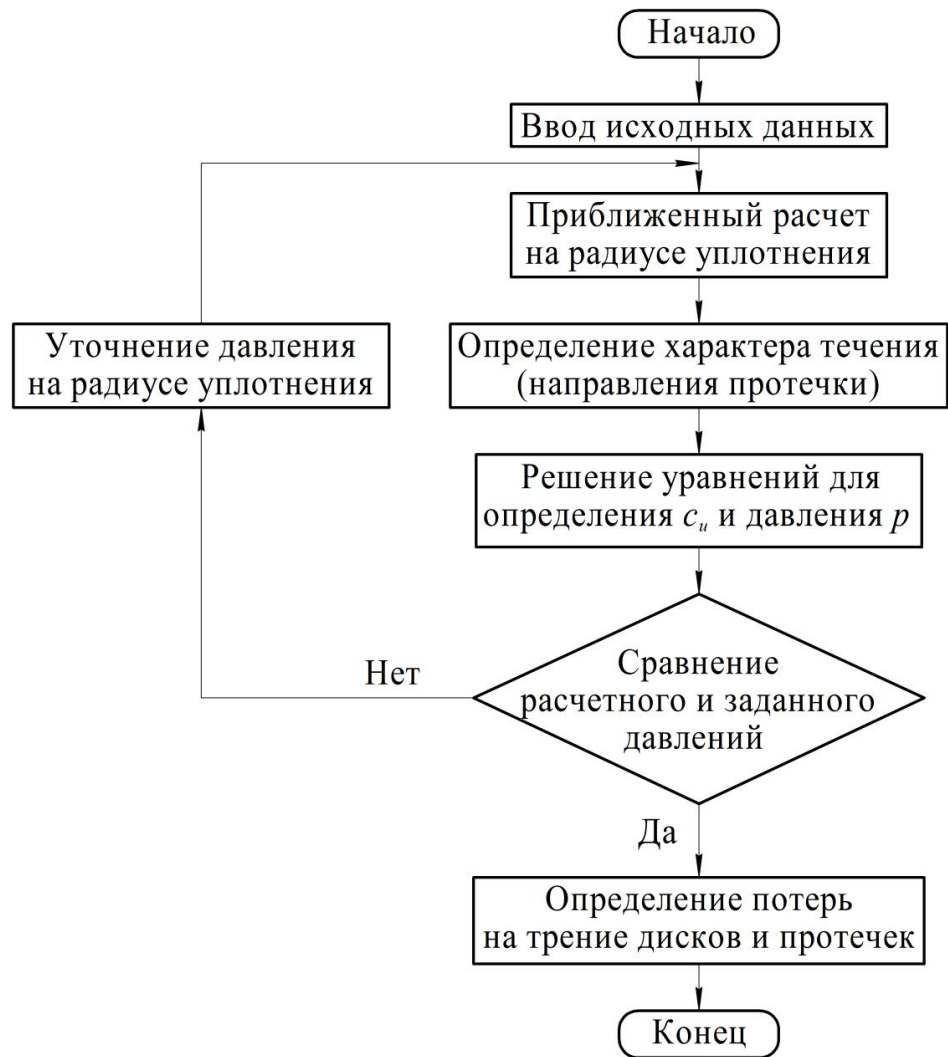 Начало
Ввод исходных данных
Приближенный расчет
на радиусе уплотнения
Уточнение давления
на радиусе уплотнения
Определение характера течения
(направления протечки)
Решение уравнений для
определения c_u и давления p
Нет
Сравнение
расчетного и заданного
давлений
Да
Определение потерь
на трение дисков и протечек
Конец